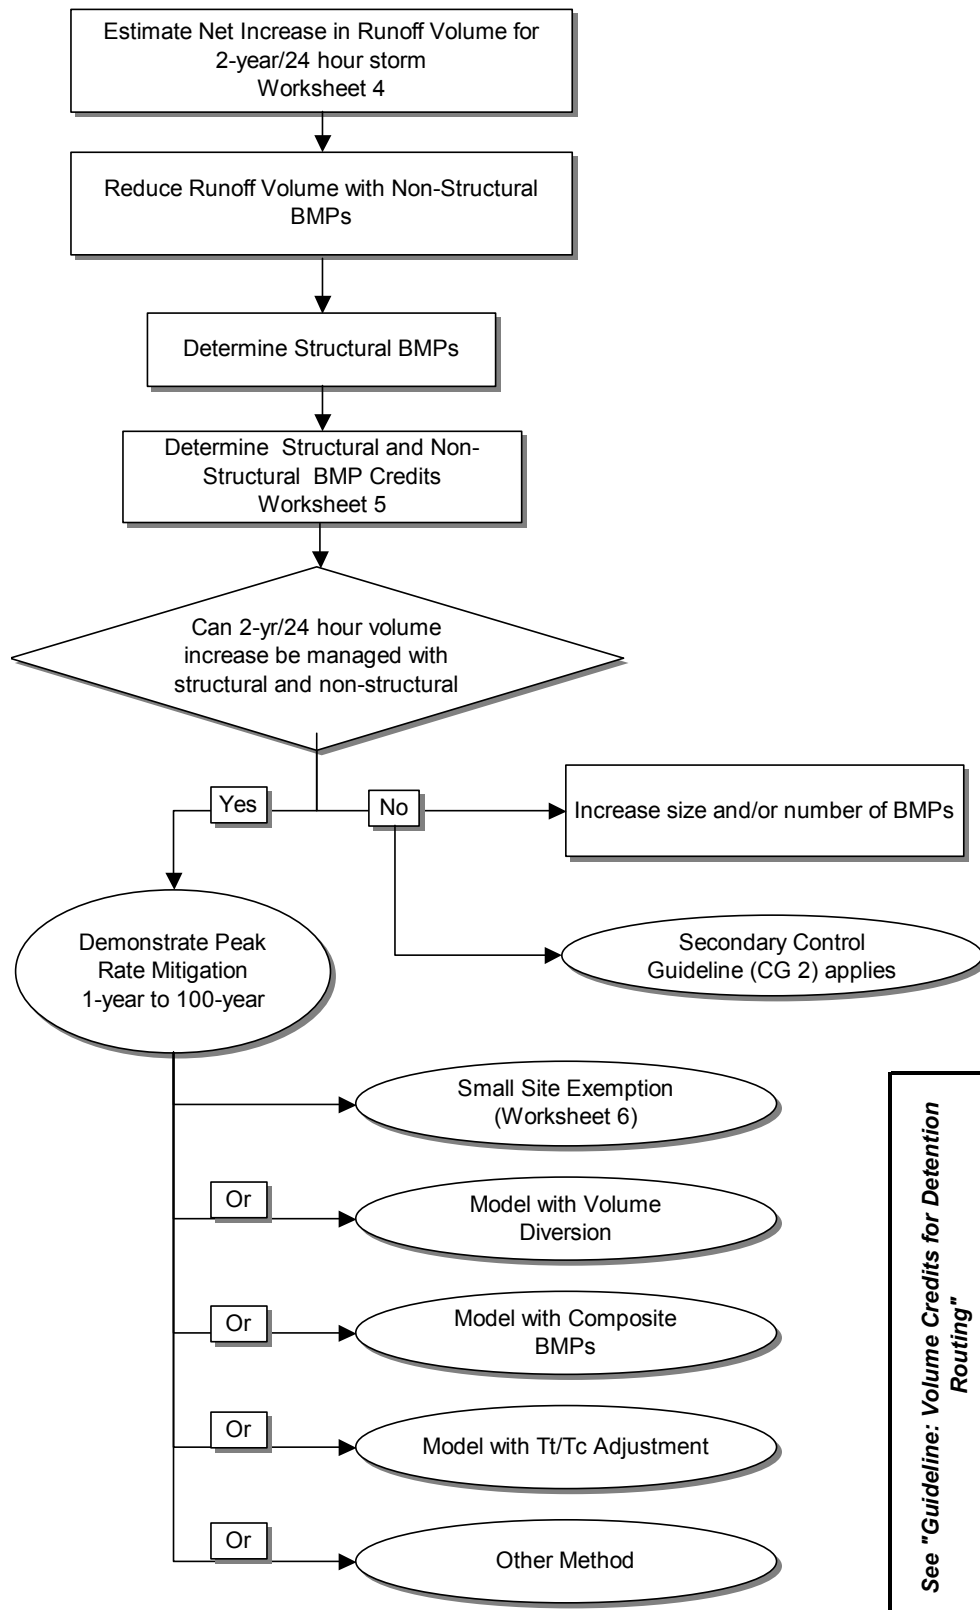 Estimate Net Increase in Runoff Volume for
2-year/24 hour storm
Worksheet 4
Reduce Runoff Volume with Non-Structural
BMPs
Determine Structural BMPs
Determine Structural and Non-
Structural BMP Credits
Worksheet 5
Can 2-yr/24 hour volume
increase be managed with
structural and non-structural
Yes
No
Increase size and/or number of BMPs
Demonstrate Peak
Rate Mitigation
1-year to 100-year
Secondary Control
Guideline (CG 2) applies
Small Site Exemption
(Worksheet 6)
Or
Model with Volume
Diversion
Or
Model with Composite
BMPs
Or
Model with Tt/Tc Adjustment
Or
Other Method
See "Guideline: Volume Credits for Detention
Routing"